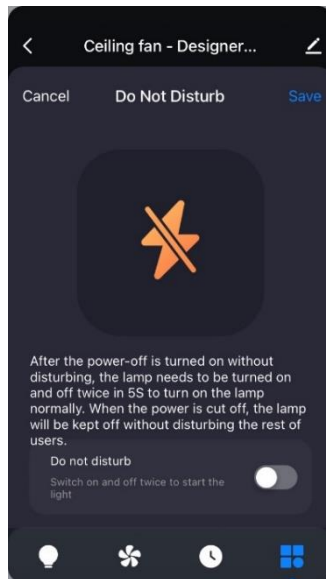 Ceiling fan - Designer...
Cancel Do Not Disturb Save
After the power-off is turned on without
disturbing, the lamp needs to be turned on
and off twice in 5S to turn on the lamp
normally. When the power is cut off, the lamp
will be kept off without disturbing the rest of
users.
Do not disturb
Switch on and off twice to start the
light